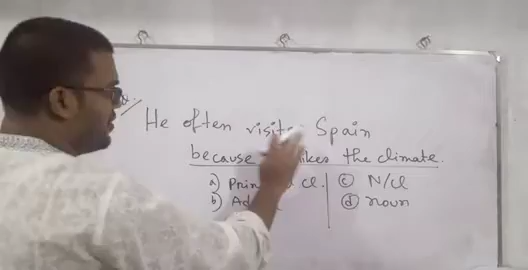 He often visits Spain
because likes the climate.
a) Prin Cl.
b) Ad
c) N/Cl
d) noun